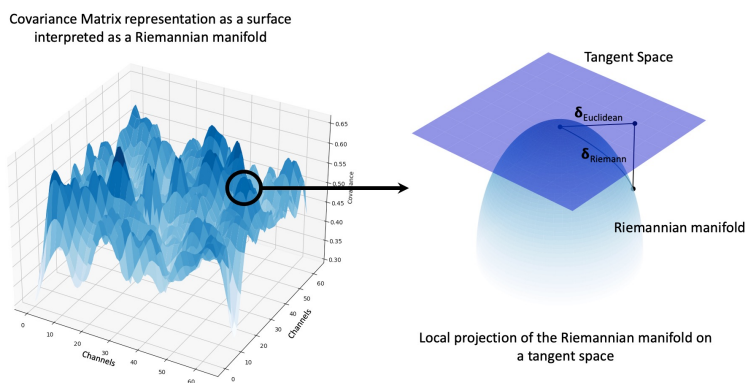 Covariance Matrix representation as a surface
interpreted as a Riemannian manifold
Tangent Space
δEuclidean
δRiemann
Riemannian manifold
Local projection of the Riemannian manifold on
a tangent space
0.65
0.60
0.55
0.50
0.45
0.40
0.35
0.30
Covariance
0 10 20 30 40 50 60
Channels
0 10 20 30 40 50 60
Channels